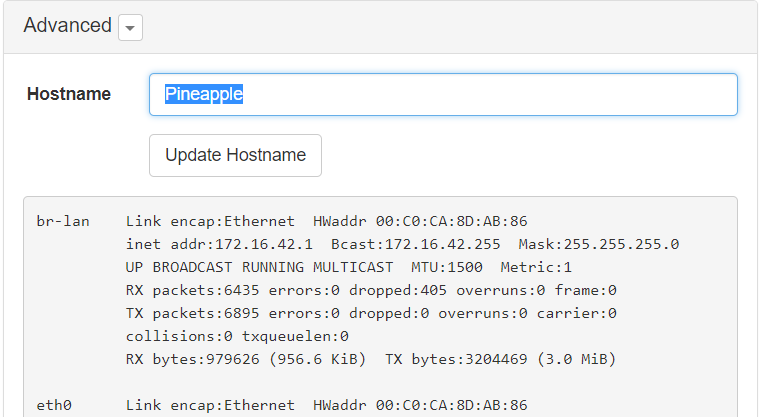 Advanced
Hostname
Pineapple
Update Hostname
br-lan    Link encap:Ethernet  HWaddr 00:C0:CA:8D:AB:86
inet addr:172.16.42.1  Bcast:172.16.42.255  Mask:255.255.255.0
UP BROADCAST RUNNING MULTICAST  MTU:1500  Metric:1
RX packets:6435 errors:0 dropped:405 overruns:0 frame:0
TX packets:6895 errors:0 dropped:0 overruns:0 carrier:0
collisions:0 txqueuelen:0
RX bytes:979626 (956.6 KiB)  TX bytes:3204469 (3.0 MiB)
eth0      Link encap:Ethernet  HWaddr 00:C0:CA:8D:AB:86